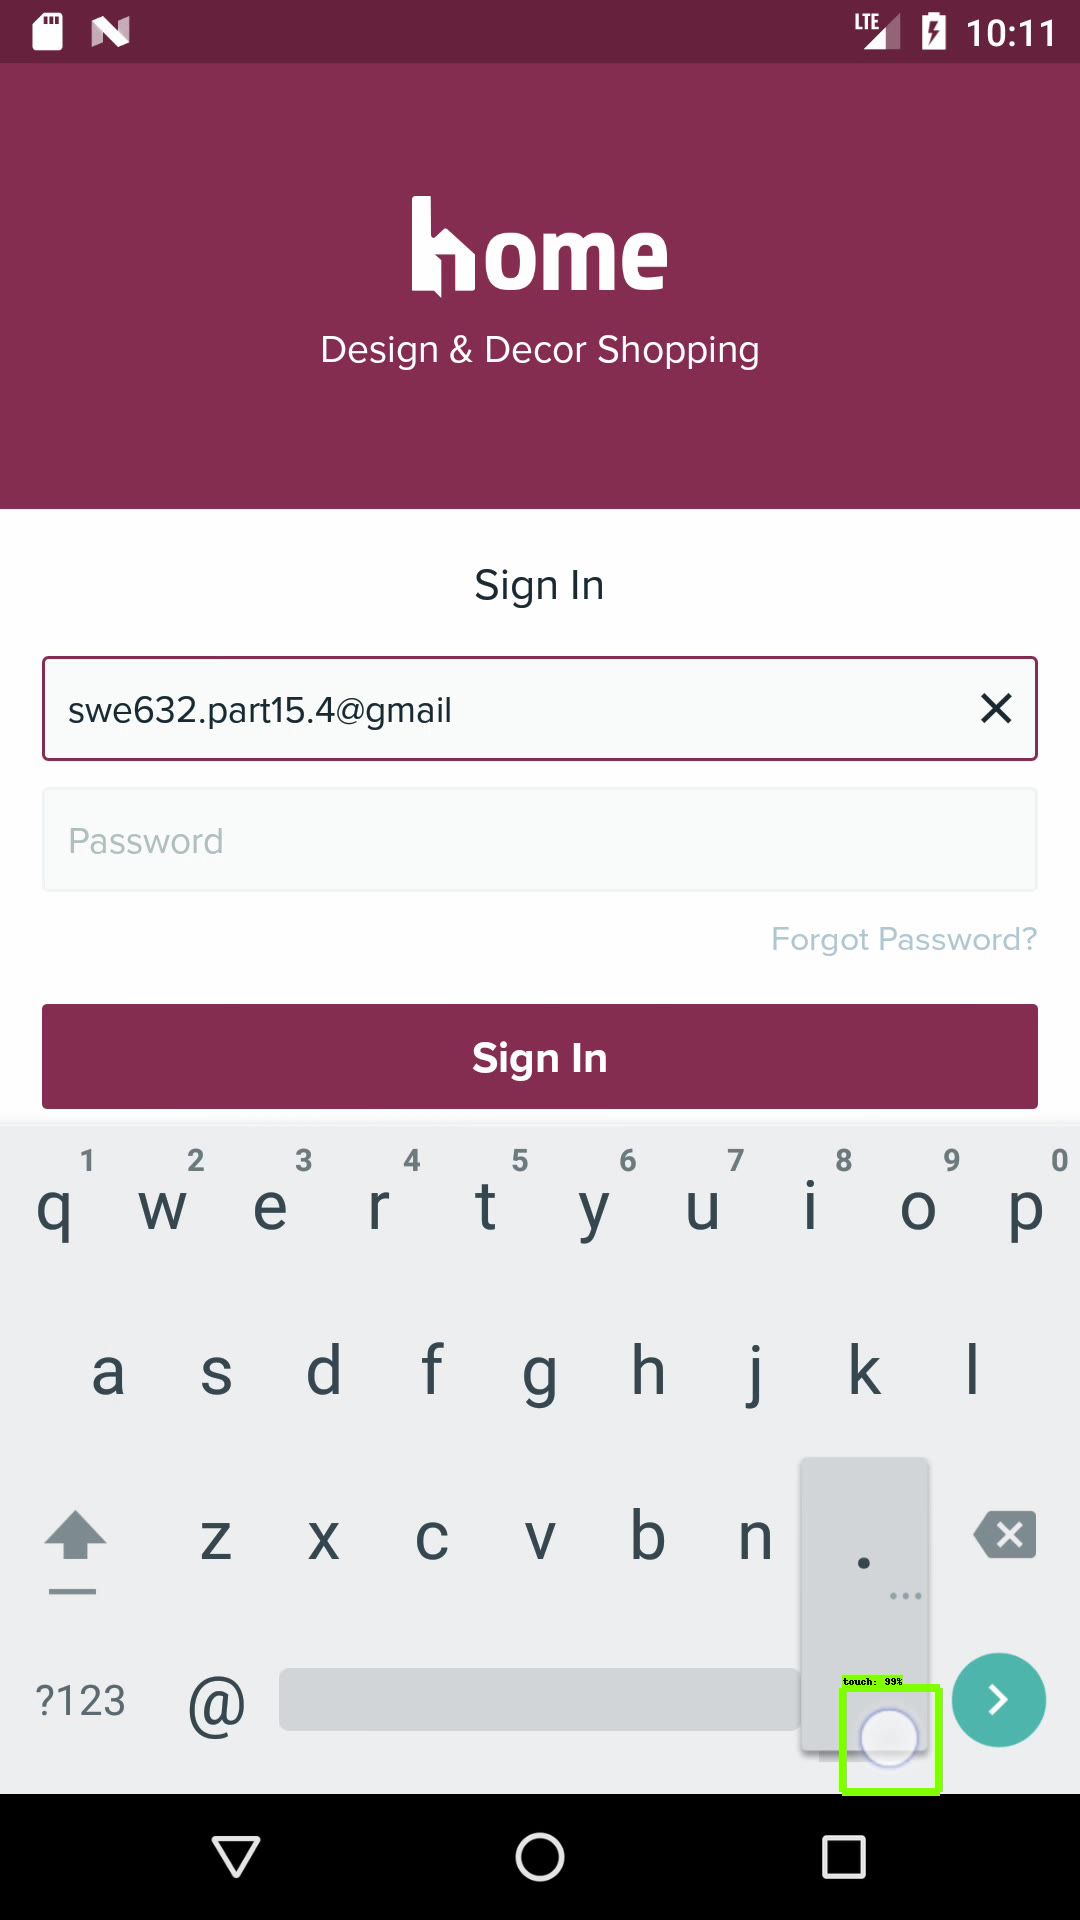 LTE 10:11
home
Design & Decor Shopping
Sign In
swe632.part15.4@gmail
Password
Forgot Password?
Sign In
1 2 3 4 5 6 7 8 9 0
q w e r t y u i o p
a s d f g h j k l
z x c v b n .
...
touch: 99%
?123 @